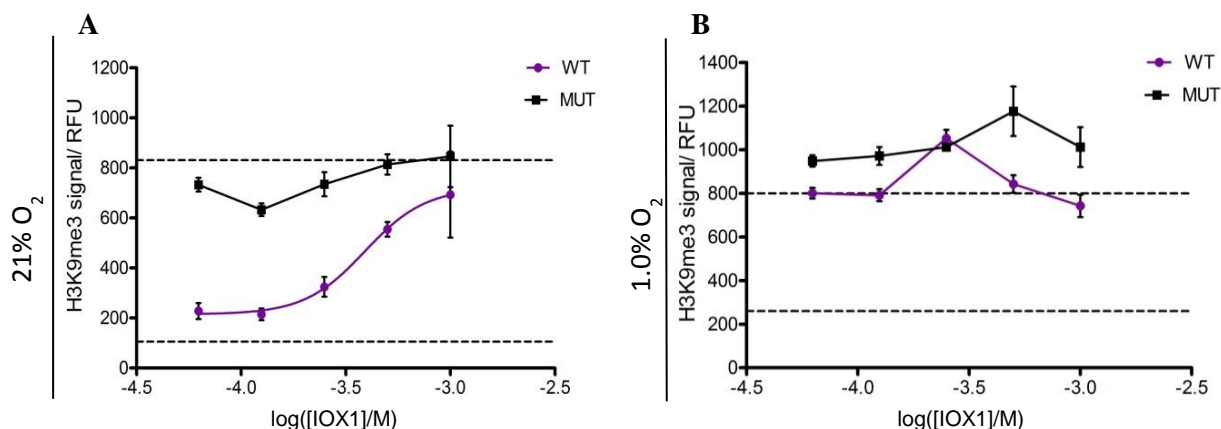 A
21% O2
H3K9me3 signal/ RFU
1200
1000
800
600
400
200
0
-4.5
-4.0
-3.5
-3.0
-2.5
log([IOX1]/M)
WT
MUT
B
1.0% O2
H3K9me3 signal/ RFU
1400
1200
1000
800
600
400
200
0
-4.5
-4.0
-3.5
-3.0
-2.5
log([IOX1]/M)
WT
MUT